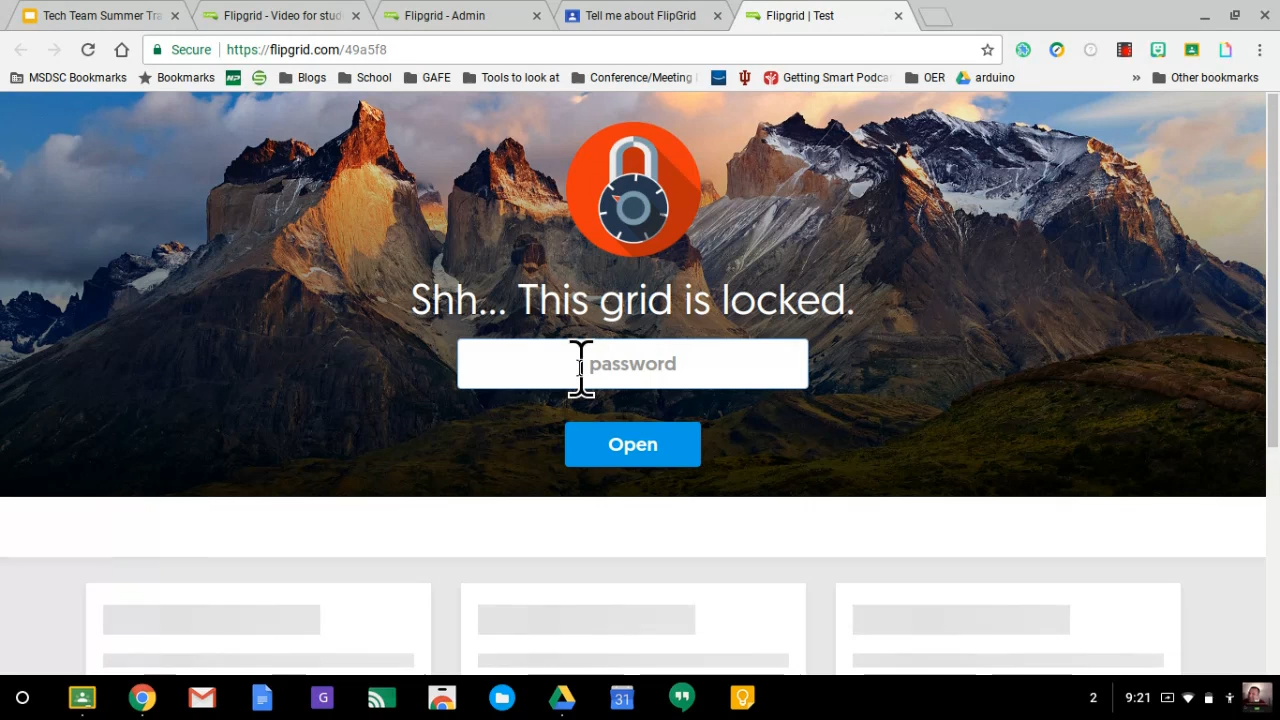 Tech Team Summer Tra
Flipgrid - Video for stud
Flipgrid - Admin
Tell me about FlipGrid
Flipgrid | Test
Secure
https://flipgrid.com/49a5f8
MSDSC Bookmarks
Bookmarks
NP
S
Blogs
School
GAFE
Tools to look at
Conference/Meeting
Getting Smart Podca
OER
arduino
»
Other bookmarks
Shh... This grid is locked.
password
Open
G
31
2
9:21